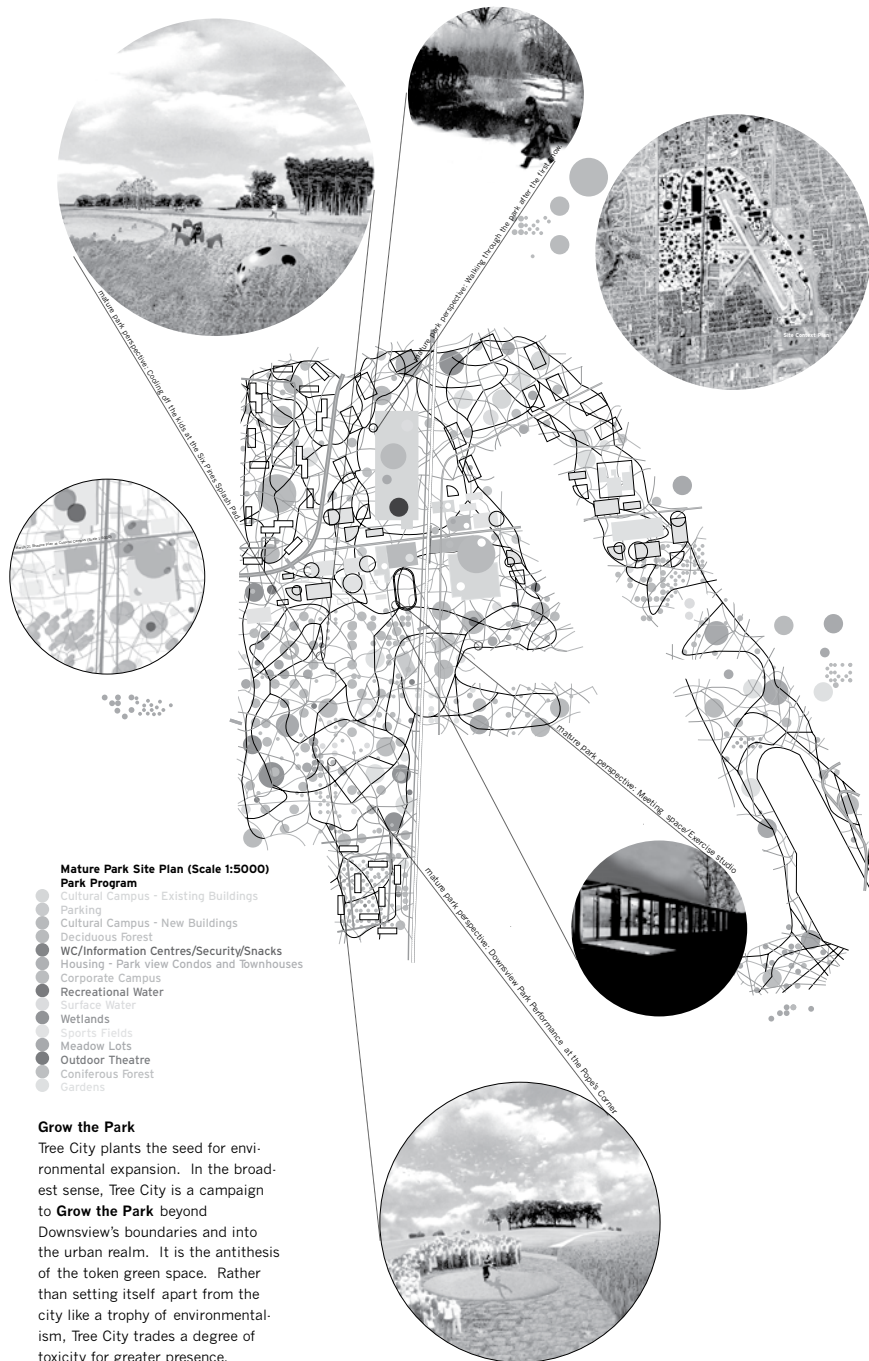 mature park perspective: Walking through the park after the first snow
mature park perspective: Cooling off the kids at the Six Pines Splash Pad
Site Context Plan
mature park perspective: Meeting space/Exercise studio
mature park perspective: Downsview Park Performance at the Pope's Corner
Mature Park Site Plan (Scale 1:5000)
Park Program
Cultural Campus - Existing Buildings
Parking
Cultural Campus - New Buildings
Deciduous Forest
WC/Information Centres/Security/Snacks
Housing - Park view Condos and Townhouses
Corporate Campus
Recreational Water
Surface Water
Wetlands
Sports Fields
Meadow Lots
Outdoor Theatre
Coniferous Forest
Gardens
Grow the Park
Tree City plants the seed for envi-
ronmental expansion. In the broad-
est sense, Tree City is a campaign
to Grow the Park beyond
Downsview's boundaries and into
the urban realm. It is the antithesis
of the token green space. Rather
than setting itself apart from the
city like a trophy of environmental-
ism, Tree City trades a degree of
toxicity for greater presence.